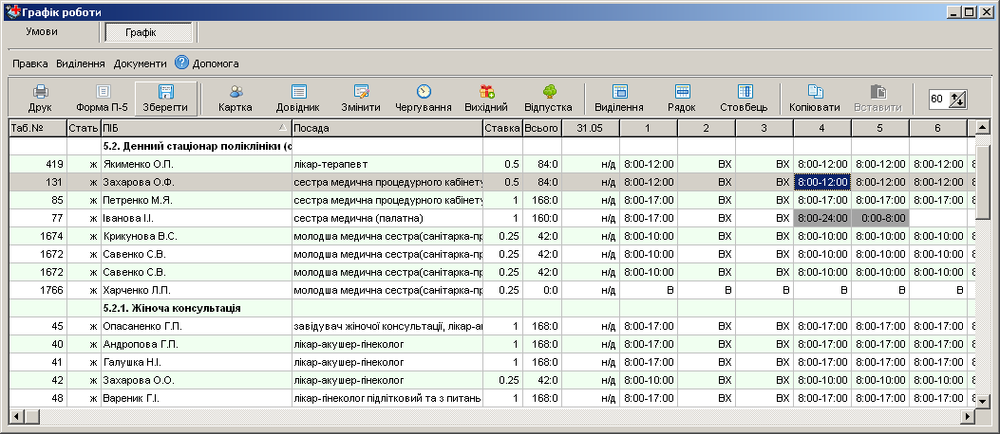 Графік роботи
Умови Графік
Правка Виділення Документи Допомога
Друк Форма П-5 Зберегти Картка Довідник Змінити Чергування Вихідний Відпустка Виділення Рядок Стовбець Копіювати Вставити 60
Таб.№ Стать ПІБ Посада Ставка Всього 31.05 1 2 3 4 5 6
5.2. Денний стаціонар поліклініки (с
419 ж Якименко О.П. лікар-терапевт 0.5 84:0 н/д 8:00-12:00 ВХ ВХ 8:00-12:00 8:00-12:00 8:00-12:00 8
131 ж Захарова О.Ф. сестра медична процедурного кабінету 0.5 84:0 н/д 8:00-12:00 ВХ ВХ 8:00-12:00 8:00-12:00 8:00-12:00 8
85 ж Петренко М.Я. сестра медична процедурного кабінету 1 168:0 н/д 8:00-17:00 ВХ ВХ 8:00-17:00 8:00-17:00 8:00-17:00 8
77 ж Іванова І.І. сестра медична (палатна) 1 160:0 н/д 8:00-17:00 ВХ ВХ 8:00-24:00 0:00-8:00
1674 ж Крикунова В.С. молодша медична сестра(санітарка-пр 0.25 42:0 н/д 8:00-10:00 ВХ ВХ 8:00-10:00 8:00-10:00 8:00-10:00 8
1672 ж Савенко С.В. молодша медична сестра(санітарка-пр 0.25 42:0 н/д 8:00-10:00 ВХ ВХ 8:00-10:00 8:00-10:00 8:00-10:00 8
1672 ж Савенко С.В. молодша медична сестра(санітарка-пр 0.25 42:0 н/д 8:00-10:00 ВХ ВХ 8:00-10:00 8:00-10:00 8:00-10:00 8
1766 ж Харченко Л.П. молодша медична сестра(санітарка-пр 0.25 0:0 н/д В В В В В В
5.2.1. Жіноча консультація
45 ж Опасаненко Г.П. завідувач жіночої консультації, лікар-а 1 168:0 н/д 8:00-17:00 ВХ ВХ 8:00-17:00 8:00-17:00 8:00-17:00 8
40 ж Андропова Г.П. лікар-акушер-гінеколог 1 168:0 н/д 8:00-17:00 ВХ ВХ 8:00-17:00 8:00-17:00 8:00-17:00 8
41 ж Галушка Н.І. лікар-акушер-гінеколог 1 168:0 н/д 8:00-17:00 ВХ ВХ 8:00-17:00 8:00-17:00 8:00-17:00 8
42 ж Захарова О.О. лікар-акушер-гінеколог 0.25 42:0 н/д 8:00-10:00 ВХ ВХ 8:00-10:00 8:00-10:00 8:00-10:00 8
48 ж Вареник Г.І. лікар-гінеколог підлітковий та з питань 1 168:0 н/д 8:00-17:00 ВХ ВХ 8:00-17:00 8:00-17:00 8:00-17:00 8